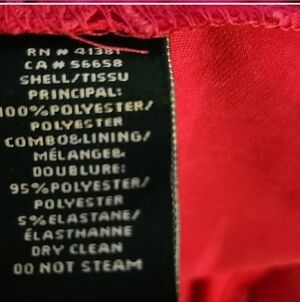 RN # 41381
CA # 56658
SHELL/TISSU
PRINCIPAL:
100%POLYESTER/
POLYESTER
COMBO&LINING/
MÉLANGE&
DOUBLURE:
95%POLYESTER/
POLYESTER
5%ELASTANE/
ÉLASTHANNE
DRY CLEAN
DO NOT STEAM